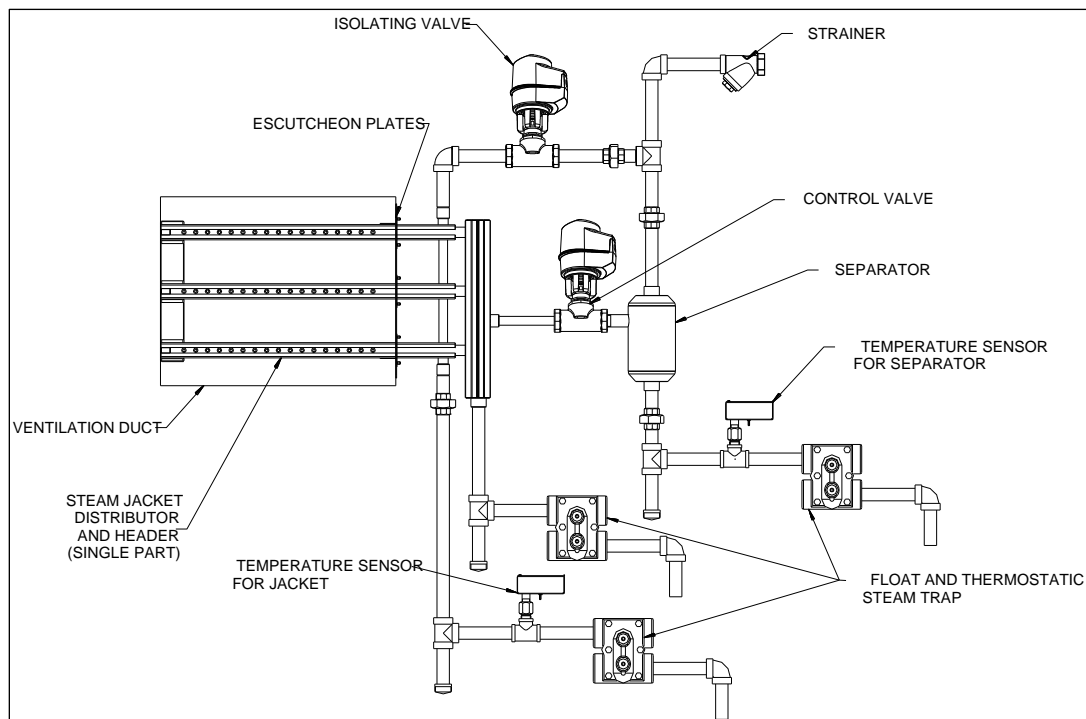 ISOLATING VALVE
STRAINER
ESCUTCHEON PLATES
CONTROL VALVE
SEPARATOR
TEMPERATURE SENSOR
FOR SEPARATOR
VENTILATION DUCT
STEAM JACKET
DISTRIBUTOR
AND HEADER
(SINGLE PART)
TEMPERATURE SENSOR
FOR JACKET
FLOAT AND THERMOSTATIC
STEAM TRAP